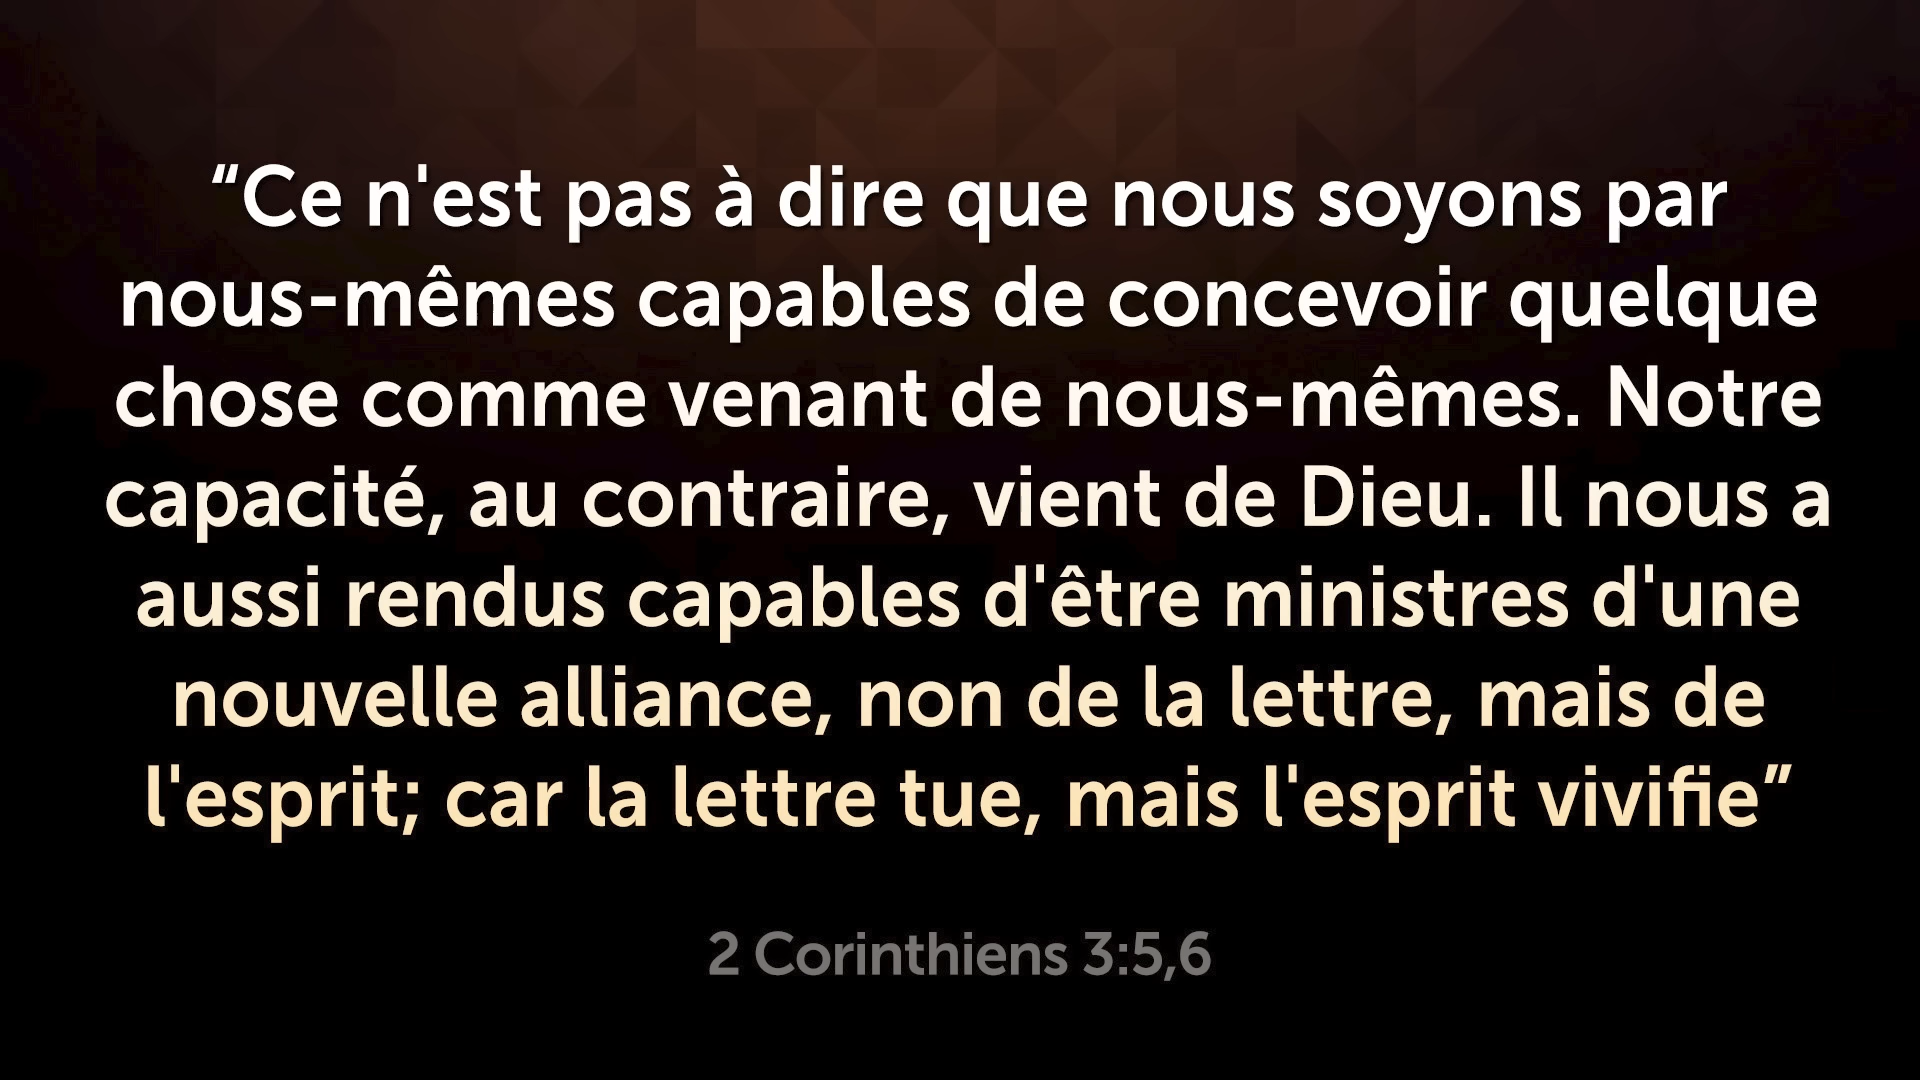 “Ce n'est pas à dire que nous soyons par
nous-mêmes capables de concevoir quelque
chose comme venant de nous-mêmes. Notre
capacité, au contraire, vient de Dieu. Il nous a
aussi rendus capables d'être ministres d'une
nouvelle alliance, non de la lettre, mais de
l'esprit; car la lettre tue, mais l'esprit vivifie”
2 Corinthiens 3:5,6